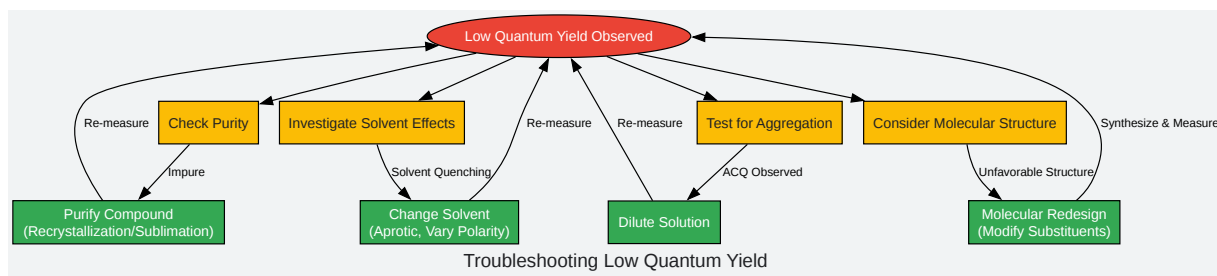 Low Quantum Yield Observed
Check Purity
Investigate Solvent Effects
Test for Aggregation
Consider Molecular Structure
Re-measure
Re-measure
Re-measure
Synthesize & Measure
Impure
Solvent Quenching
ACQ Observed
Unfavorable Structure
Purify Compound
(Recrystallization/Sublimation)
Change Solvent
(Aprotic, Vary Polarity)
Dilute Solution
Molecular Redesign
(Modify Substituents)
Troubleshooting Low Quantum Yield